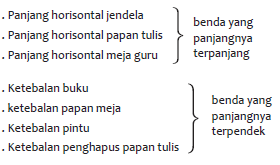 . Panjang horisontal jendela
. Panjang horisontal papan tulis
. Panjang horisontal meja guru
benda yang
panjangnya
terpanjang
. Ketebalan buku
. ketebalan papan meja
. Ketebalan pintu
. Ketebalan penghapus papan tulis
benda yang
panjangnya
terpendek